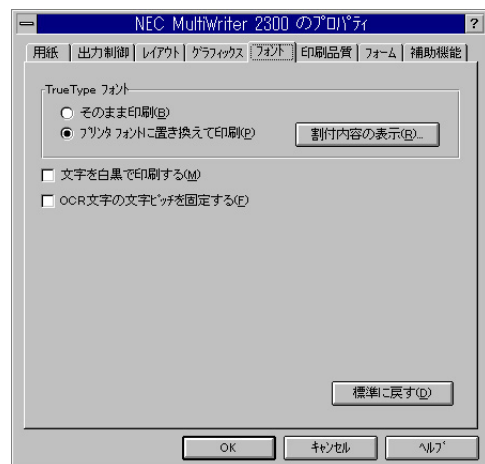 NEC MultiWriter 2300 のﾌﾟﾛﾊﾟﾃｨ ?
用紙 出力制御 ﾚｲｱｳﾄ ｸﾞﾗﾌｨｯｸｽ ﾌｫﾝﾄ 印刷品質 ﾌｫｰﾑ 補助機能
TrueType ﾌｫﾝﾄ
そのまま印刷(B)
ﾌﾟﾘﾝﾀ ﾌｫﾝﾄに置き換えて印刷(P) 割付内容の表示(R)...
文字を白黒で印刷する(M)
OCR文字の文字ﾋﾟｯﾁを固定する(F)
標準に戻す(D)
OK ｷｬﾝｾﾙ ﾍﾙﾌﾟ